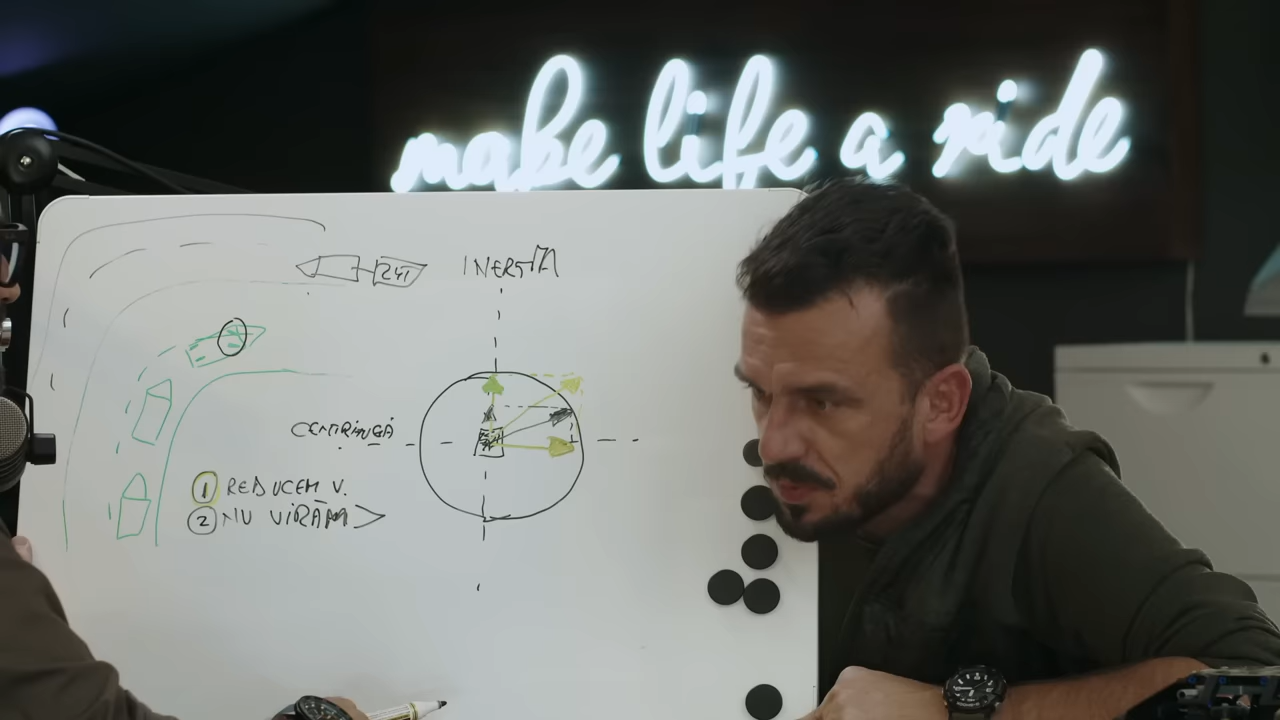 make life a ride
INERȚIA
CENTRIFUGĂ
1 REDUCEM V.
2 NU VIRĂM >